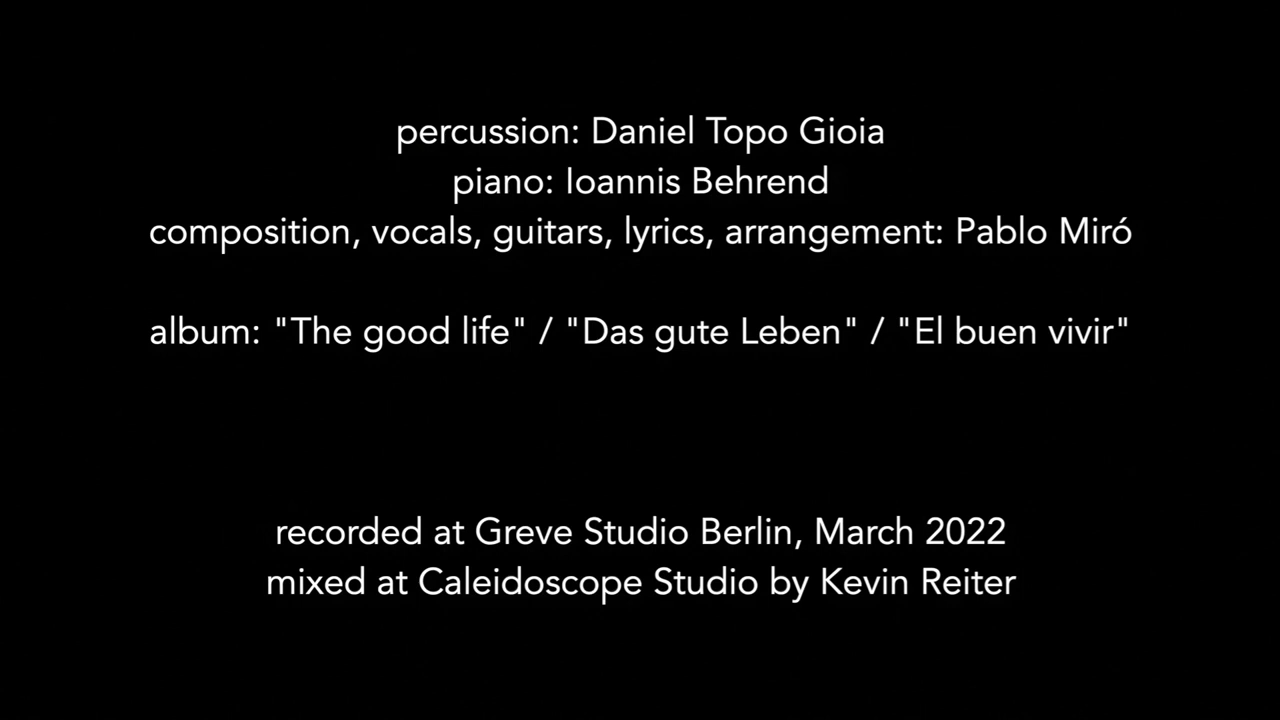 percussion: Daniel Topo Gioia
piano: Ioannis Behrend
composition, vocals, guitars, lyrics, arrangement: Pablo Miró
album: "The good life" / "Das gute Leben" / "El buen vivir"
recorded at Greve Studio Berlin, March 2022
mixed at Caleidoscope Studio by Kevin Reiter